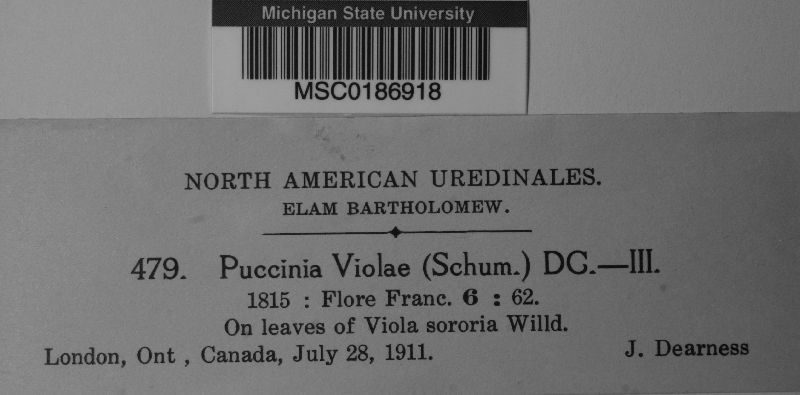 Michigan State University
MSC0186918
NORTH AMERICAN UREDINALES.
ELAM BARTHOLOMEW.
479. Puccinia Violae (Schum.) DC.—III.
1815 : Flore Franc. 6 : 62.
On leaves of Viola sororia Willd.
London, Ont , Canada, July 28, 1911. J. Dearness